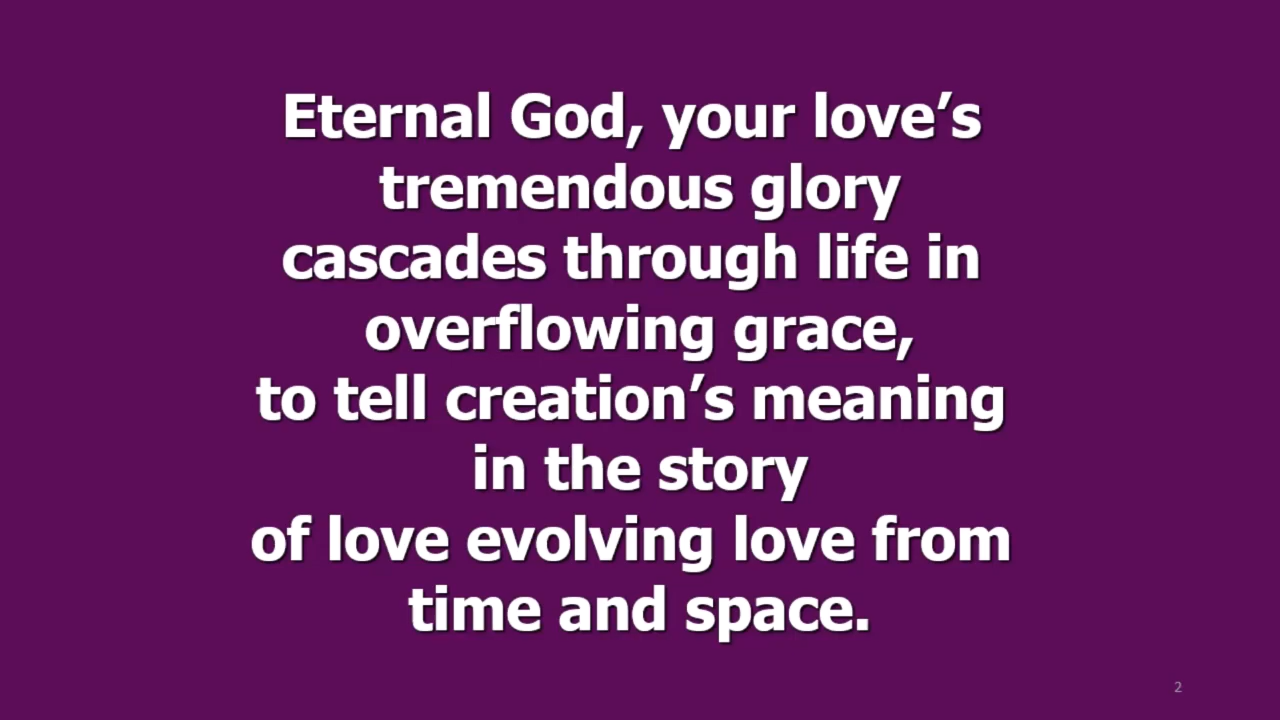 Eternal God, your love’s
tremendous glory
cascades through life in
overflowing grace,
to tell creation’s meaning
in the story
of love evolving love from
time and space.
2